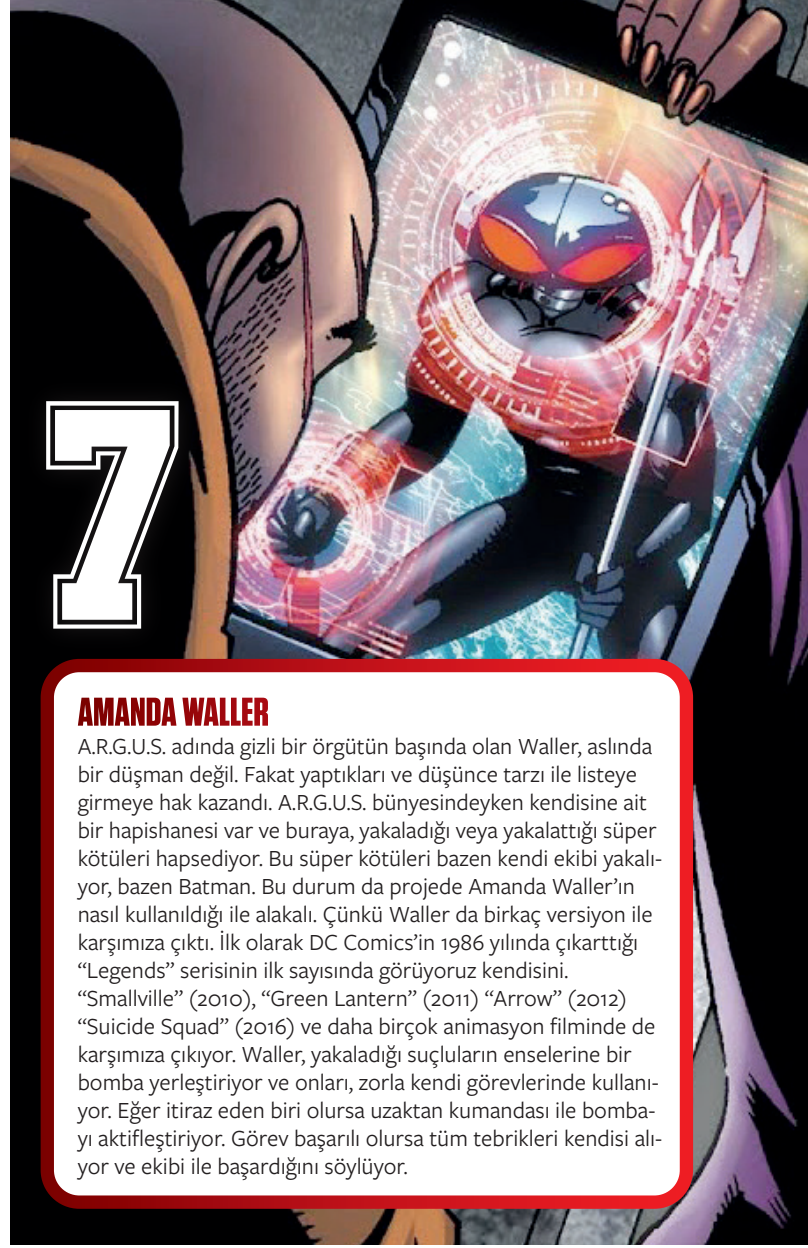 7
AMANDA WALLER
A.R.G.U.S. adında gizli bir örgütün başında olan Waller, aslında
bir düşman değil. Fakat yaptıkları ve düşünce tarzı ile listeye
girmeye hak kazandı. A.R.G.U.S. bünyesindeyken kendisine ait
bir hapishanesi var ve buraya, yakaladığı veya yakalattığı süper
kötüleri hapsediyor. Bu süper kötüleri bazen kendi ekibi yakalı-
yor, bazen Batman. Bu durum da projede Amanda Waller’ın
nasıl kullanıldığı ile alakalı. Çünkü Waller da birkaç versiyon ile
karşımıza çıktı. İlk olarak DC Comics’in 1986 yılında çıkarttığı
“Legends” serisinin ilk sayısında görüyoruz kendisini.
“Smallville” (2010), “Green Lantern” (2011) “Arrow” (2012)
“Suicide Squad” (2016) ve daha birçok animasyon filminde de
karşımıza çıkıyor. Waller, yakaladığı suçluların enselerine bir
bomba yerleştiriyor ve onları, zorla kendi görevlerinde kullanı-
yor. Eğer itiraz eden biri olursa uzaktan kumandası ile bomba-
yı aktifleştiriyor. Görev başarılı olursa tüm tebrikleri kendisi alı-
yor ve ekibi ile başardığını söylüyor.